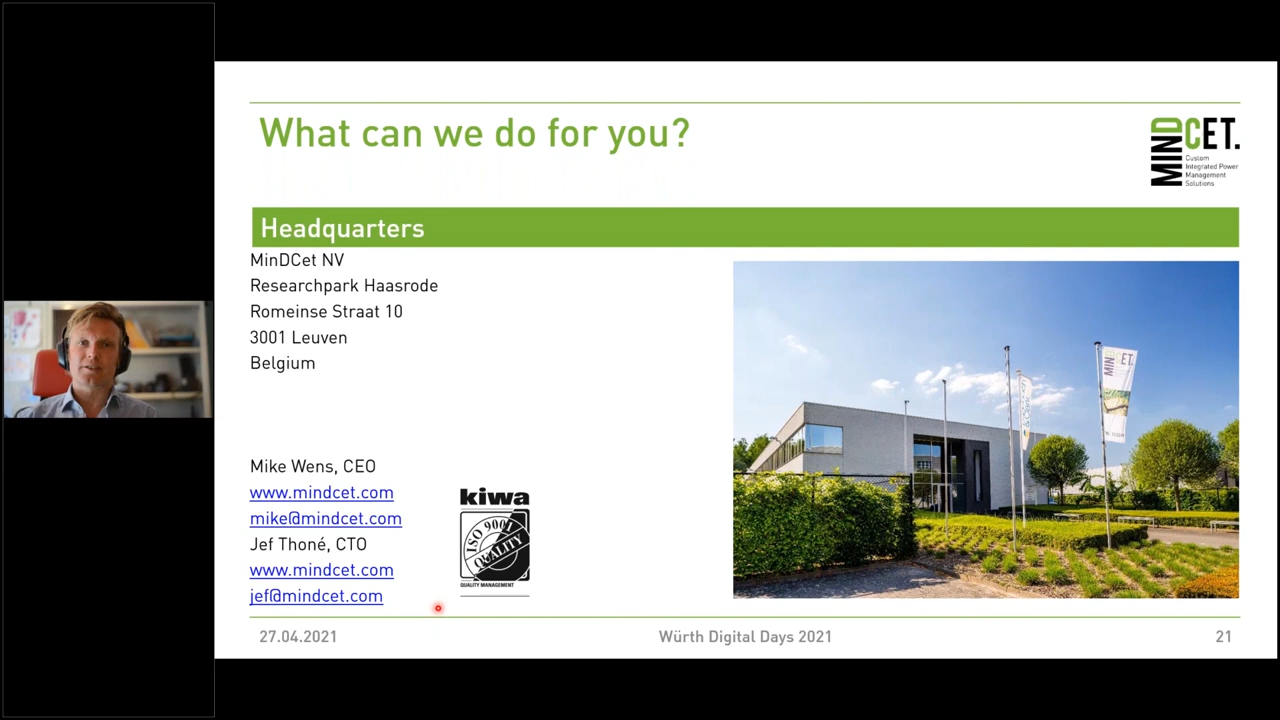 What can we do for you?
MINDCET.
Custom
Integrated Power
Management
Solutions
Headquarters
MinDCet NV
Researchpark Haasrode
Romeinse Straat 10
3001 Leuven
Belgium
MINDCET.
Mike Wens, CEO
www.mindcet.com
mike@mindcet.com
Jef Thoné, CTO
www.mindcet.com
jef@mindcet.com
kiwa
ISO 9001
QUALITY
QUALITY MANAGEMENT
27.04.2021
Würth Digital Days 2021
21